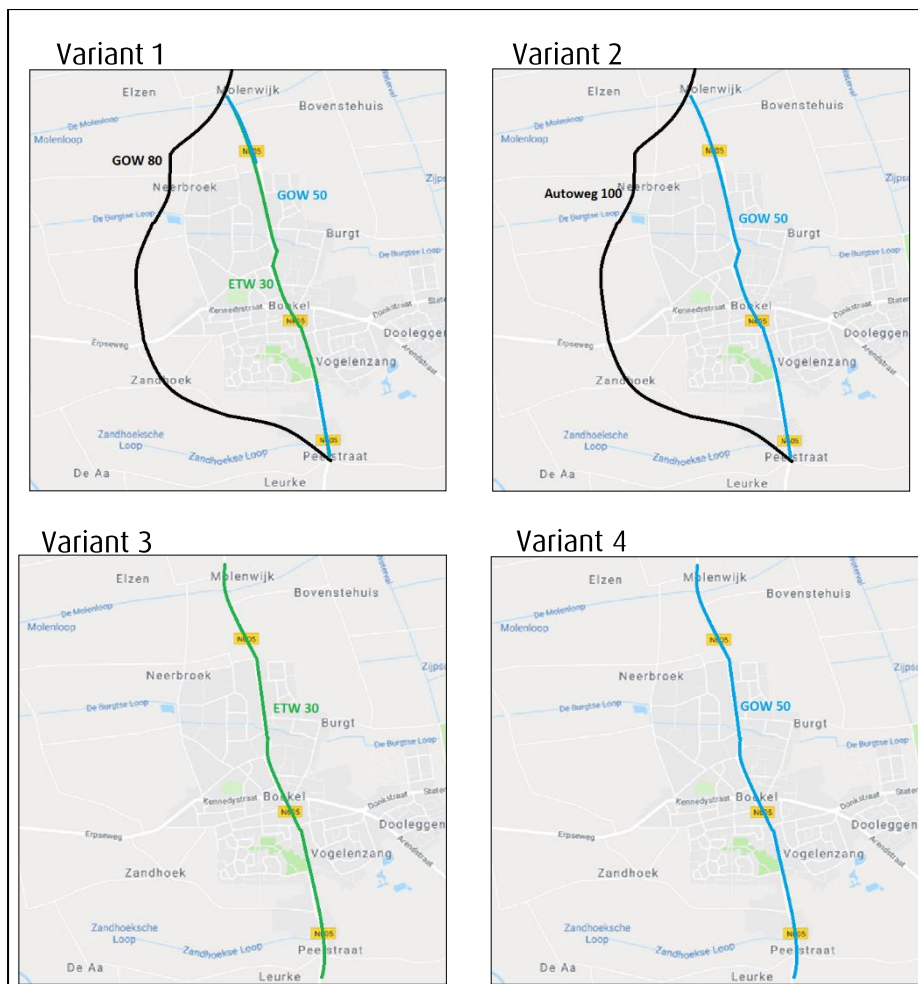 Variant 1
Elzen
Molenwijk
De Molenloop
Bovenstehuis
Molenloop
GOW 80
Neerbroek
GOW 50
Zijps
De Burgtse Loop
Burgt
De Burgtse Loop
ETW 30
Kennedystraat
Boekel
N605
Donkstraat
Staten
Dooleggen
Erpseweg
Vogelenzang
Arendstraat
Zandhoek
N605
Zandhoeksche
Loop
Zandhoekse Loop
Peelstraat
De Aa
Leurke
Variant 2
Elzen
Molenwijk
De Molenloop
Bovenstehuis
Molenloop
N605
Autoweg 100
Neerbroek
Zijps
De Burgtse Loop
GOW 50
Burgt
De Burgtse Loop
Kennedystraat
Boekel
N605
Donkstraat
Dooleggen
Erpseweg
Vogelenzang
Arendstraat
Zandhoek
N605
Zandhoeksche
Loop
Zandhoekse Loop
Peelstraat
De Aa
Leurke
Variant 3
Elzen
Molenwijk
De Molenloop
Bovenstehuis
Molenloop
Neerbroek
Zijps
De Burgtse Loop
ETW 30
Burgt
De Burgtse Loop
Kennedystraat
Boekel
Donkstraat
Dooleggen
Erpseweg
Vogelenzang
Arendstraat
Zandhoek
Zandhoeksche
Loop
Zandhoekse Loop
Peelstraat
De Aa
Leurke
Variant 4
Elzen
Molenwijk
De Molenloop
Bovenstehuis
Molenloop
Neerbroek
Zijps
De Burgtse Loop
GOW 50
Burgt
De Burgtse Loop
Kennedystraat
Boekel
Donkstraat
Dooleggen
Erpseweg
Vogelenzang
Arendstraat
Zandhoek
Zandhoeksche
Loop
Zandhoekse Loop
Peelstraat
De Aa
Leurke